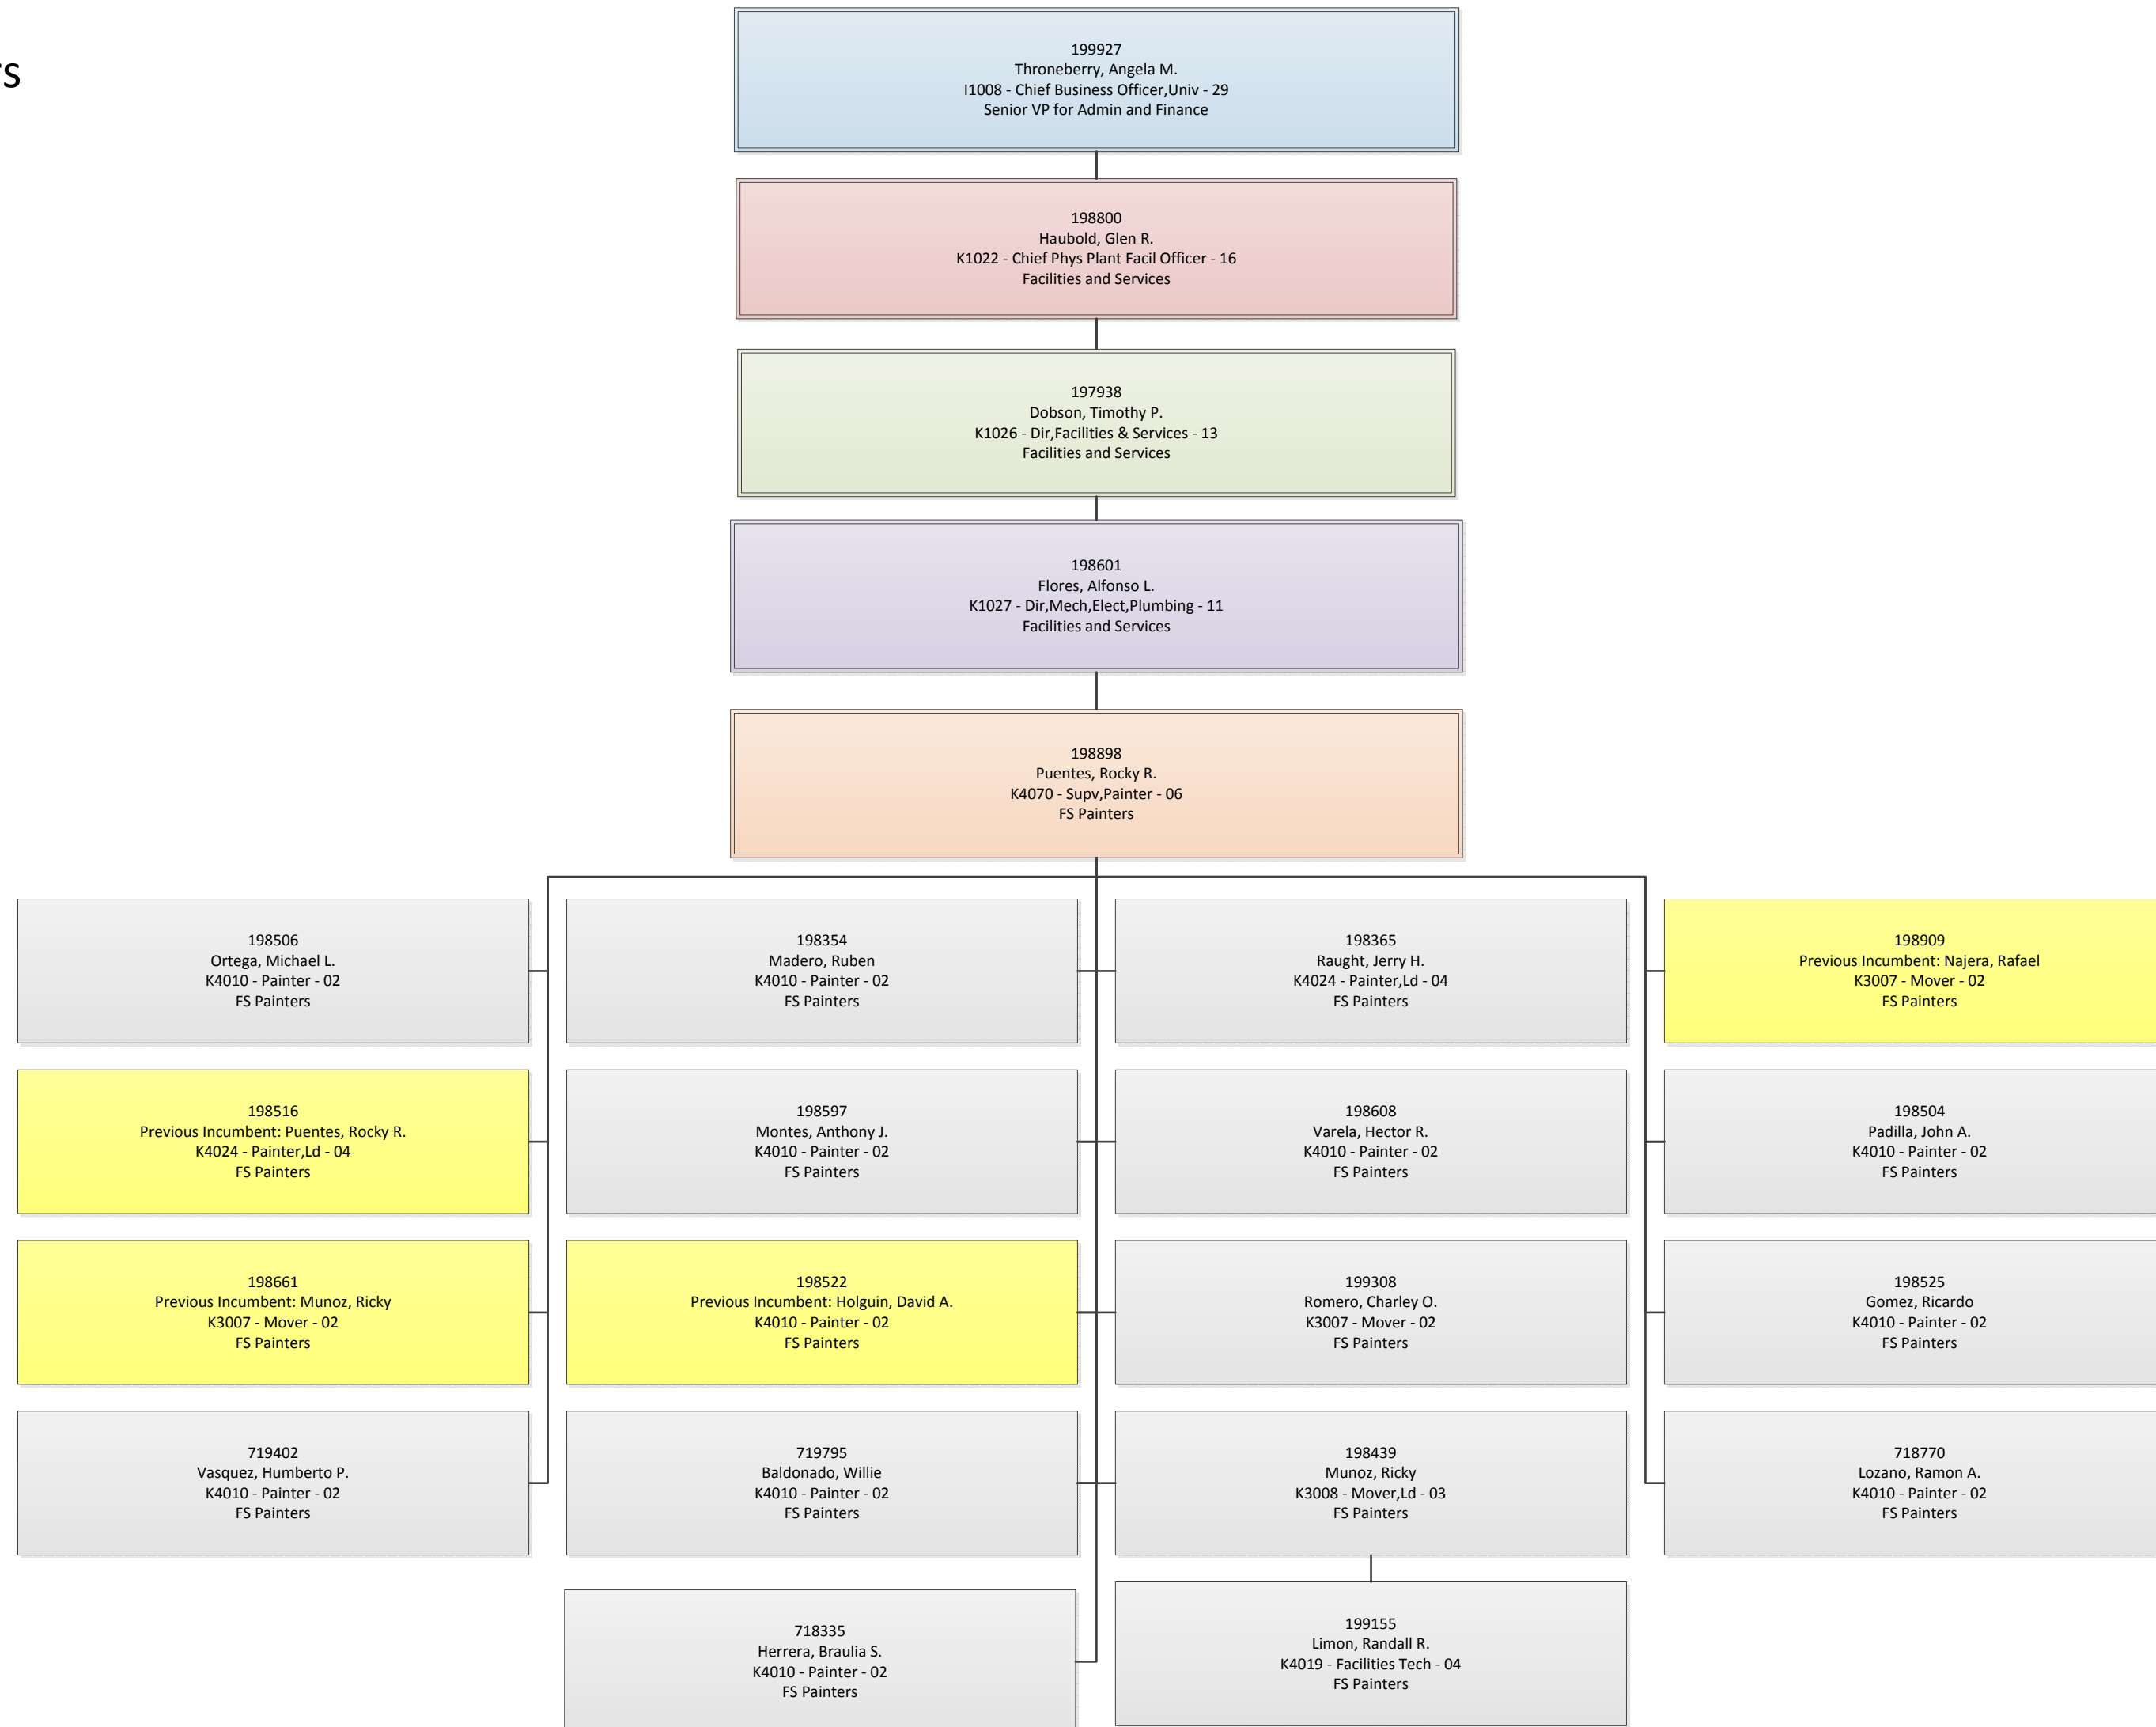 rs
199927
Throneberry, Angela M.
I1008 - Chief Business Officer,Univ - 29
Senior VP for Admin and Finance
198800
Haubold, Glen R.
K1022 - Chief Phys Plant Facil Officer - 16
Facilities and Services
197938
Dobson, Timothy P.
K1026 - Dir,Facilities & Services - 13
Facilities and Services
198601
Flores, Alfonso L.
K1027 - Dir,Mech,Elect,Plumbing - 11
Facilities and Services
198898
Puentes, Rocky R.
K4070 - Supv,Painter - 06
FS Painters
198506
Ortega, Michael L.
K4010 - Painter - 02
FS Painters
198354
Madero, Ruben
K4010 - Painter - 02
FS Painters
198365
Raught, Jerry H.
K4024 - Painter,Ld - 04
FS Painters
198909
Previous Incumbent: Najera, Rafael
K3007 - Mover - 02
FS Painters
198516
Previous Incumbent: Puentes, Rocky R.
K4024 - Painter,Ld - 04
FS Painters
198597
Montes, Anthony J.
K4010 - Painter - 02
FS Painters
198608
Varela, Hector R.
K4010 - Painter - 02
FS Painters
198504
Padilla, John A.
K4010 - Painter - 02
FS Painters
198661
Previous Incumbent: Munoz, Ricky
K3007 - Mover - 02
FS Painters
198522
Previous Incumbent: Holguin, David A.
K4010 - Painter - 02
FS Painters
199308
Romero, Charley O.
K3007 - Mover - 02
FS Painters
198525
Gomez, Ricardo
K4010 - Painter - 02
FS Painters
719402
Vasquez, Humberto P.
K4010 - Painter - 02
FS Painters
719795
Baldonado, Willie
K4010 - Painter - 02
FS Painters
198439
Munoz, Ricky
K3008 - Mover,Ld - 03
FS Painters
718770
Lozano, Ramon A.
K4010 - Painter - 02
FS Painters
718335
Herrera, Braulia S.
K4010 - Painter - 02
FS Painters
199155
Limon, Randall R.
K4019 - Facilities Tech - 04
FS Painters